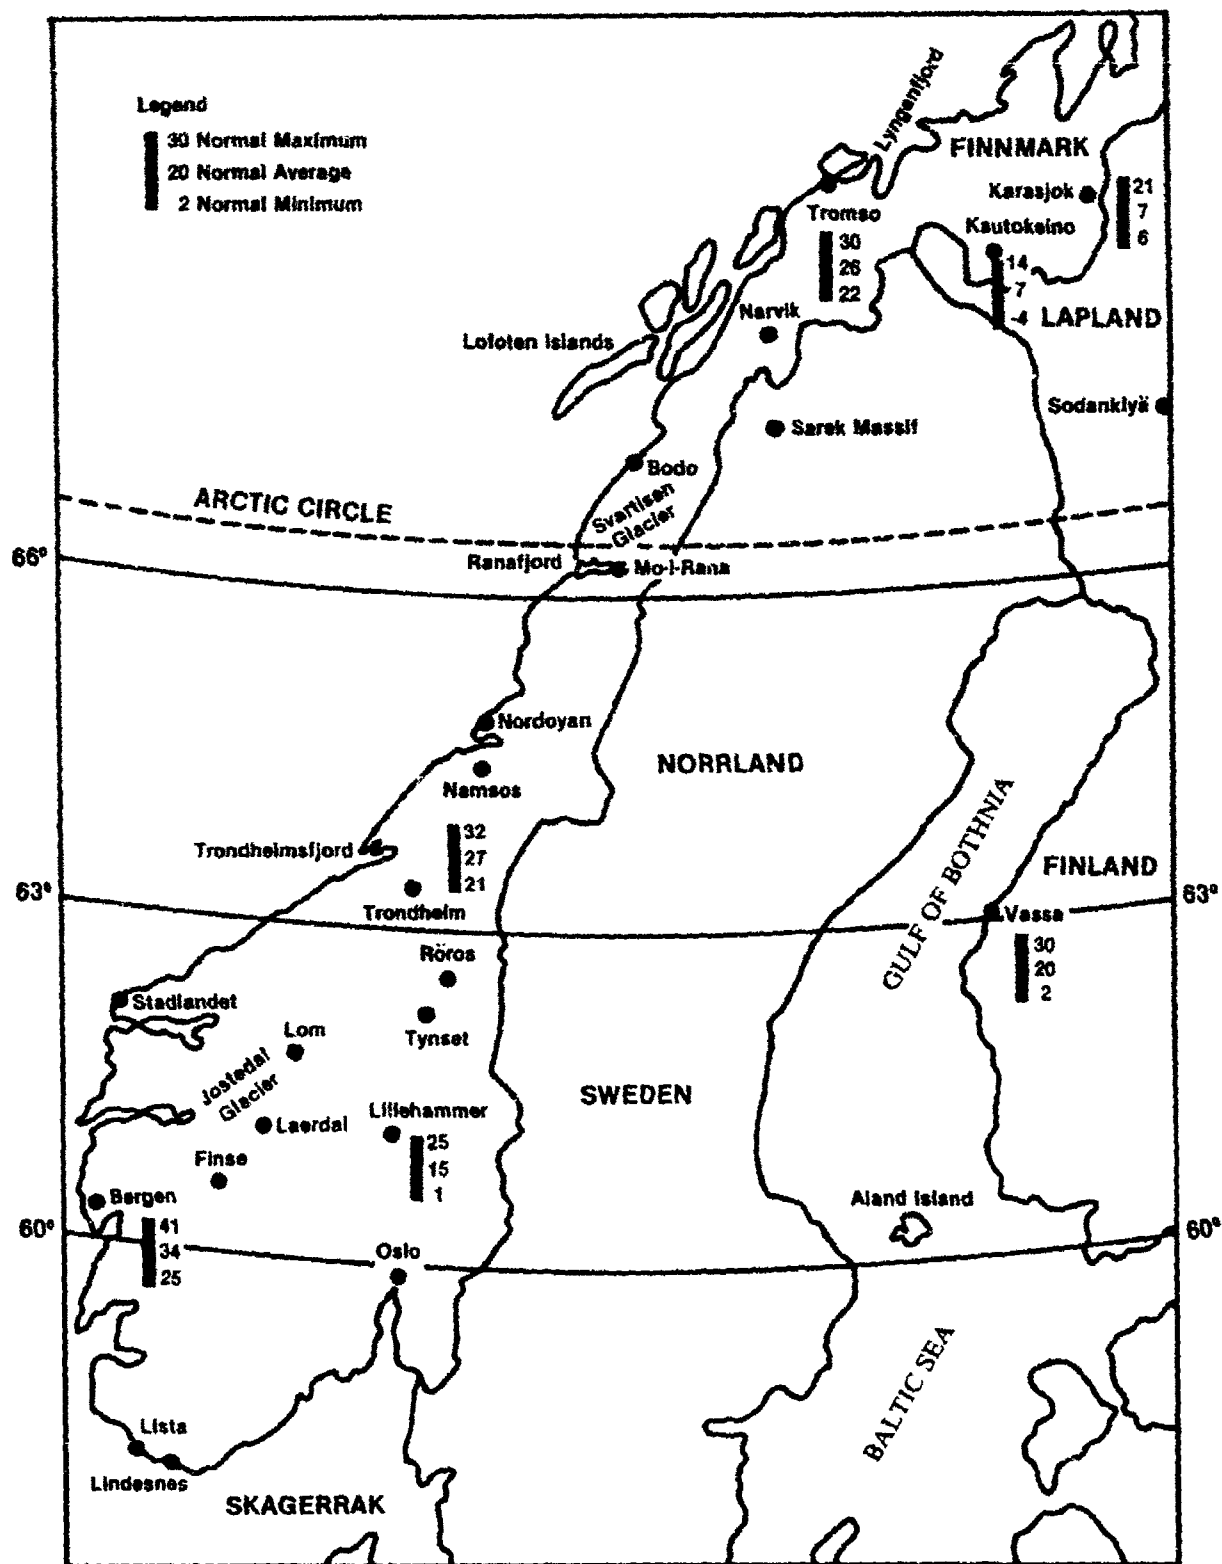 Legend
30 Normal Maximum
20 Normal Average
2 Normal Minimum
Lyngenfjord
FINNMARK
Karasjok
21
7
6
Tromso
30
26
22
Kautokeino
14
7
-4
LAPLAND
Narvik
Lofoten Islands
Sodanklyä
Sarek Massif
Bodo
ARCTIC CIRCLE
Svartisen
Glacier
66°
Ranafjord
Mo-i-Rana
Nordoyan
NORRLAND
Namsos
32
27
21
Trondheimsfjord
GULF OF BOTHNIA
FINLAND
63°
63°
Trondheim
Vassa
30
20
2
Röros
Stadlandet
Tynset
Lom
Jostedal
Glacier
SWEDEN
Laerdal
Lillehammer
25
15
1
Finse
Bergen
41
34
25
Aland Island
60°
60°
Oslo
BALTIC SEA
Lista
Lindesnes
SKAGERRAK